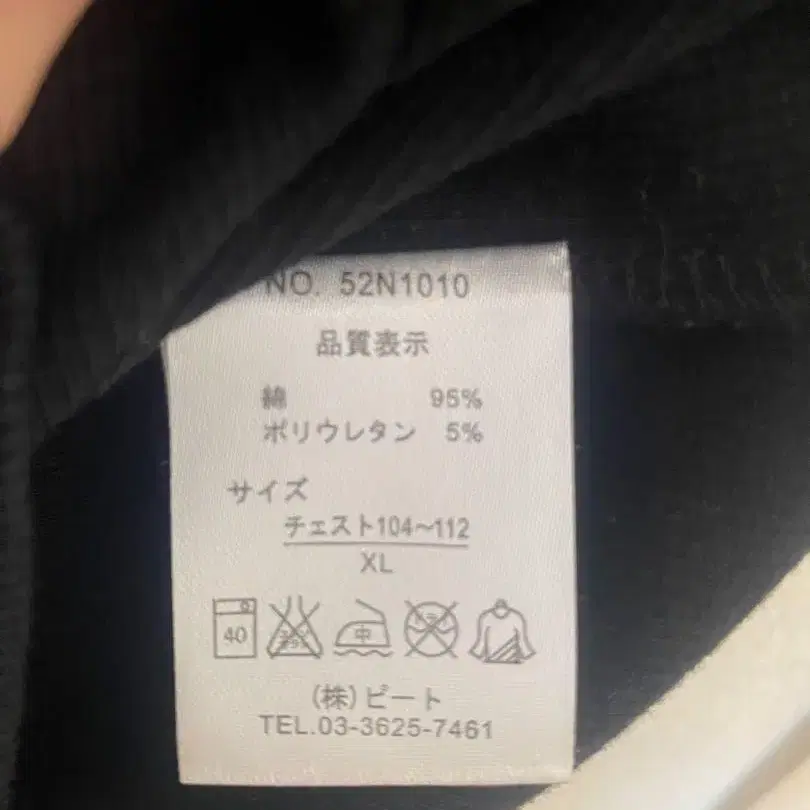 NO. 52N1010
品質表示
綿 95%
ポリウレタン 5%
サイズ
チェスト104~112
XL
40 中
(株)ビート
TEL.03-3625-7461